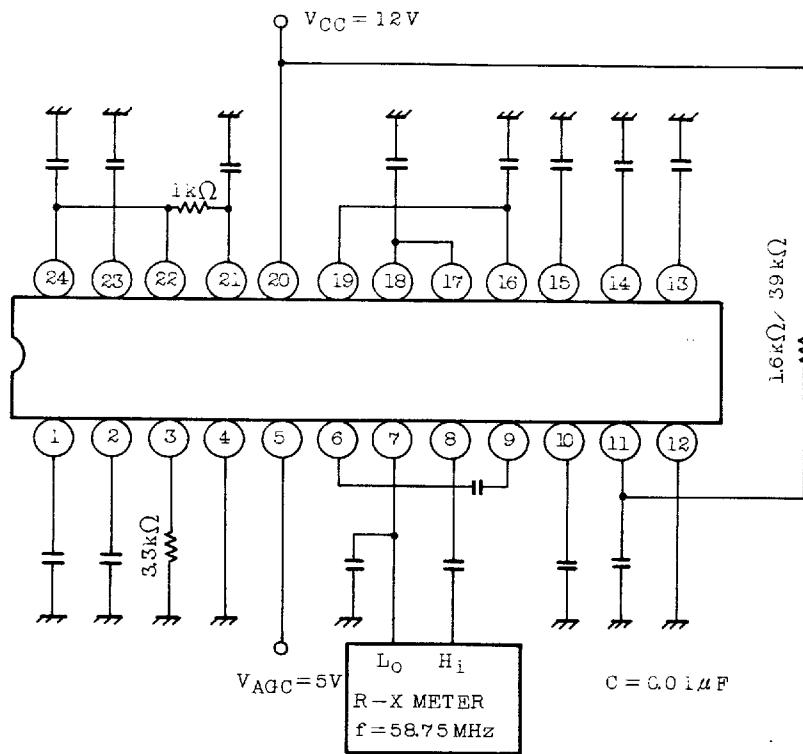 V_CC = 12V
1kΩ
24 23 22 21 20 19 18 17 16 15 14 13
1.6kΩ/ 39kΩ
1 2 3 4 5 6 7 8 9 10 11 12
3.3kΩ
V_AGC = 5V
Lo Hi
R-X METER
f = 58.75MHz
C = 0.01μF